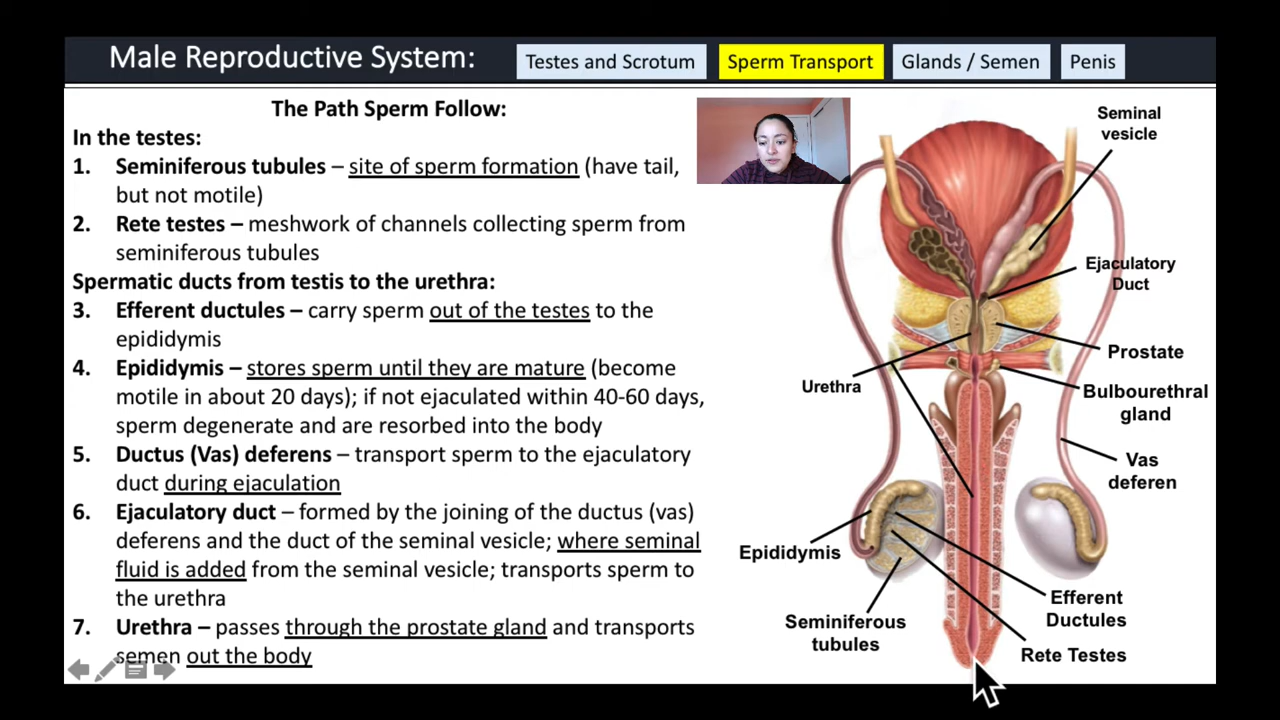 Male Reproductive System:
Testes and Scrotum
Sperm Transport
Glands / Semen
Penis
The Path Sperm Follow:
In the testes:
1. Seminiferous tubules – site of sperm formation (have tail,
but not motile)
2. Rete testes – meshwork of channels collecting sperm from
seminiferous tubules
Spermatic ducts from testis to the urethra:
3. Efferent ductules – carry sperm out of the testes to the
epididymis
4. Epididymis – stores sperm until they are mature (become
motile in about 20 days); if not ejaculated within 40-60 days,
sperm degenerate and are resorbed into the body
5. Ductus (Vas) deferens – transport sperm to the ejaculatory
duct during ejaculation
6. Ejaculatory duct – formed by the joining of the ductus (vas)
deferens and the duct of the seminal vesicle; where seminal
fluid is added from the seminal vesicle; transports sperm to
the urethra
7. Urethra – passes through the prostate gland and transports
semen out the body
Seminal
vesicle
Ejaculatory
Duct
Prostate
Urethra
Bulbourethral
gland
Vas
deferen
Epididymis
Efferent
Ductules
Seminiferous
tubules
Rete Testes